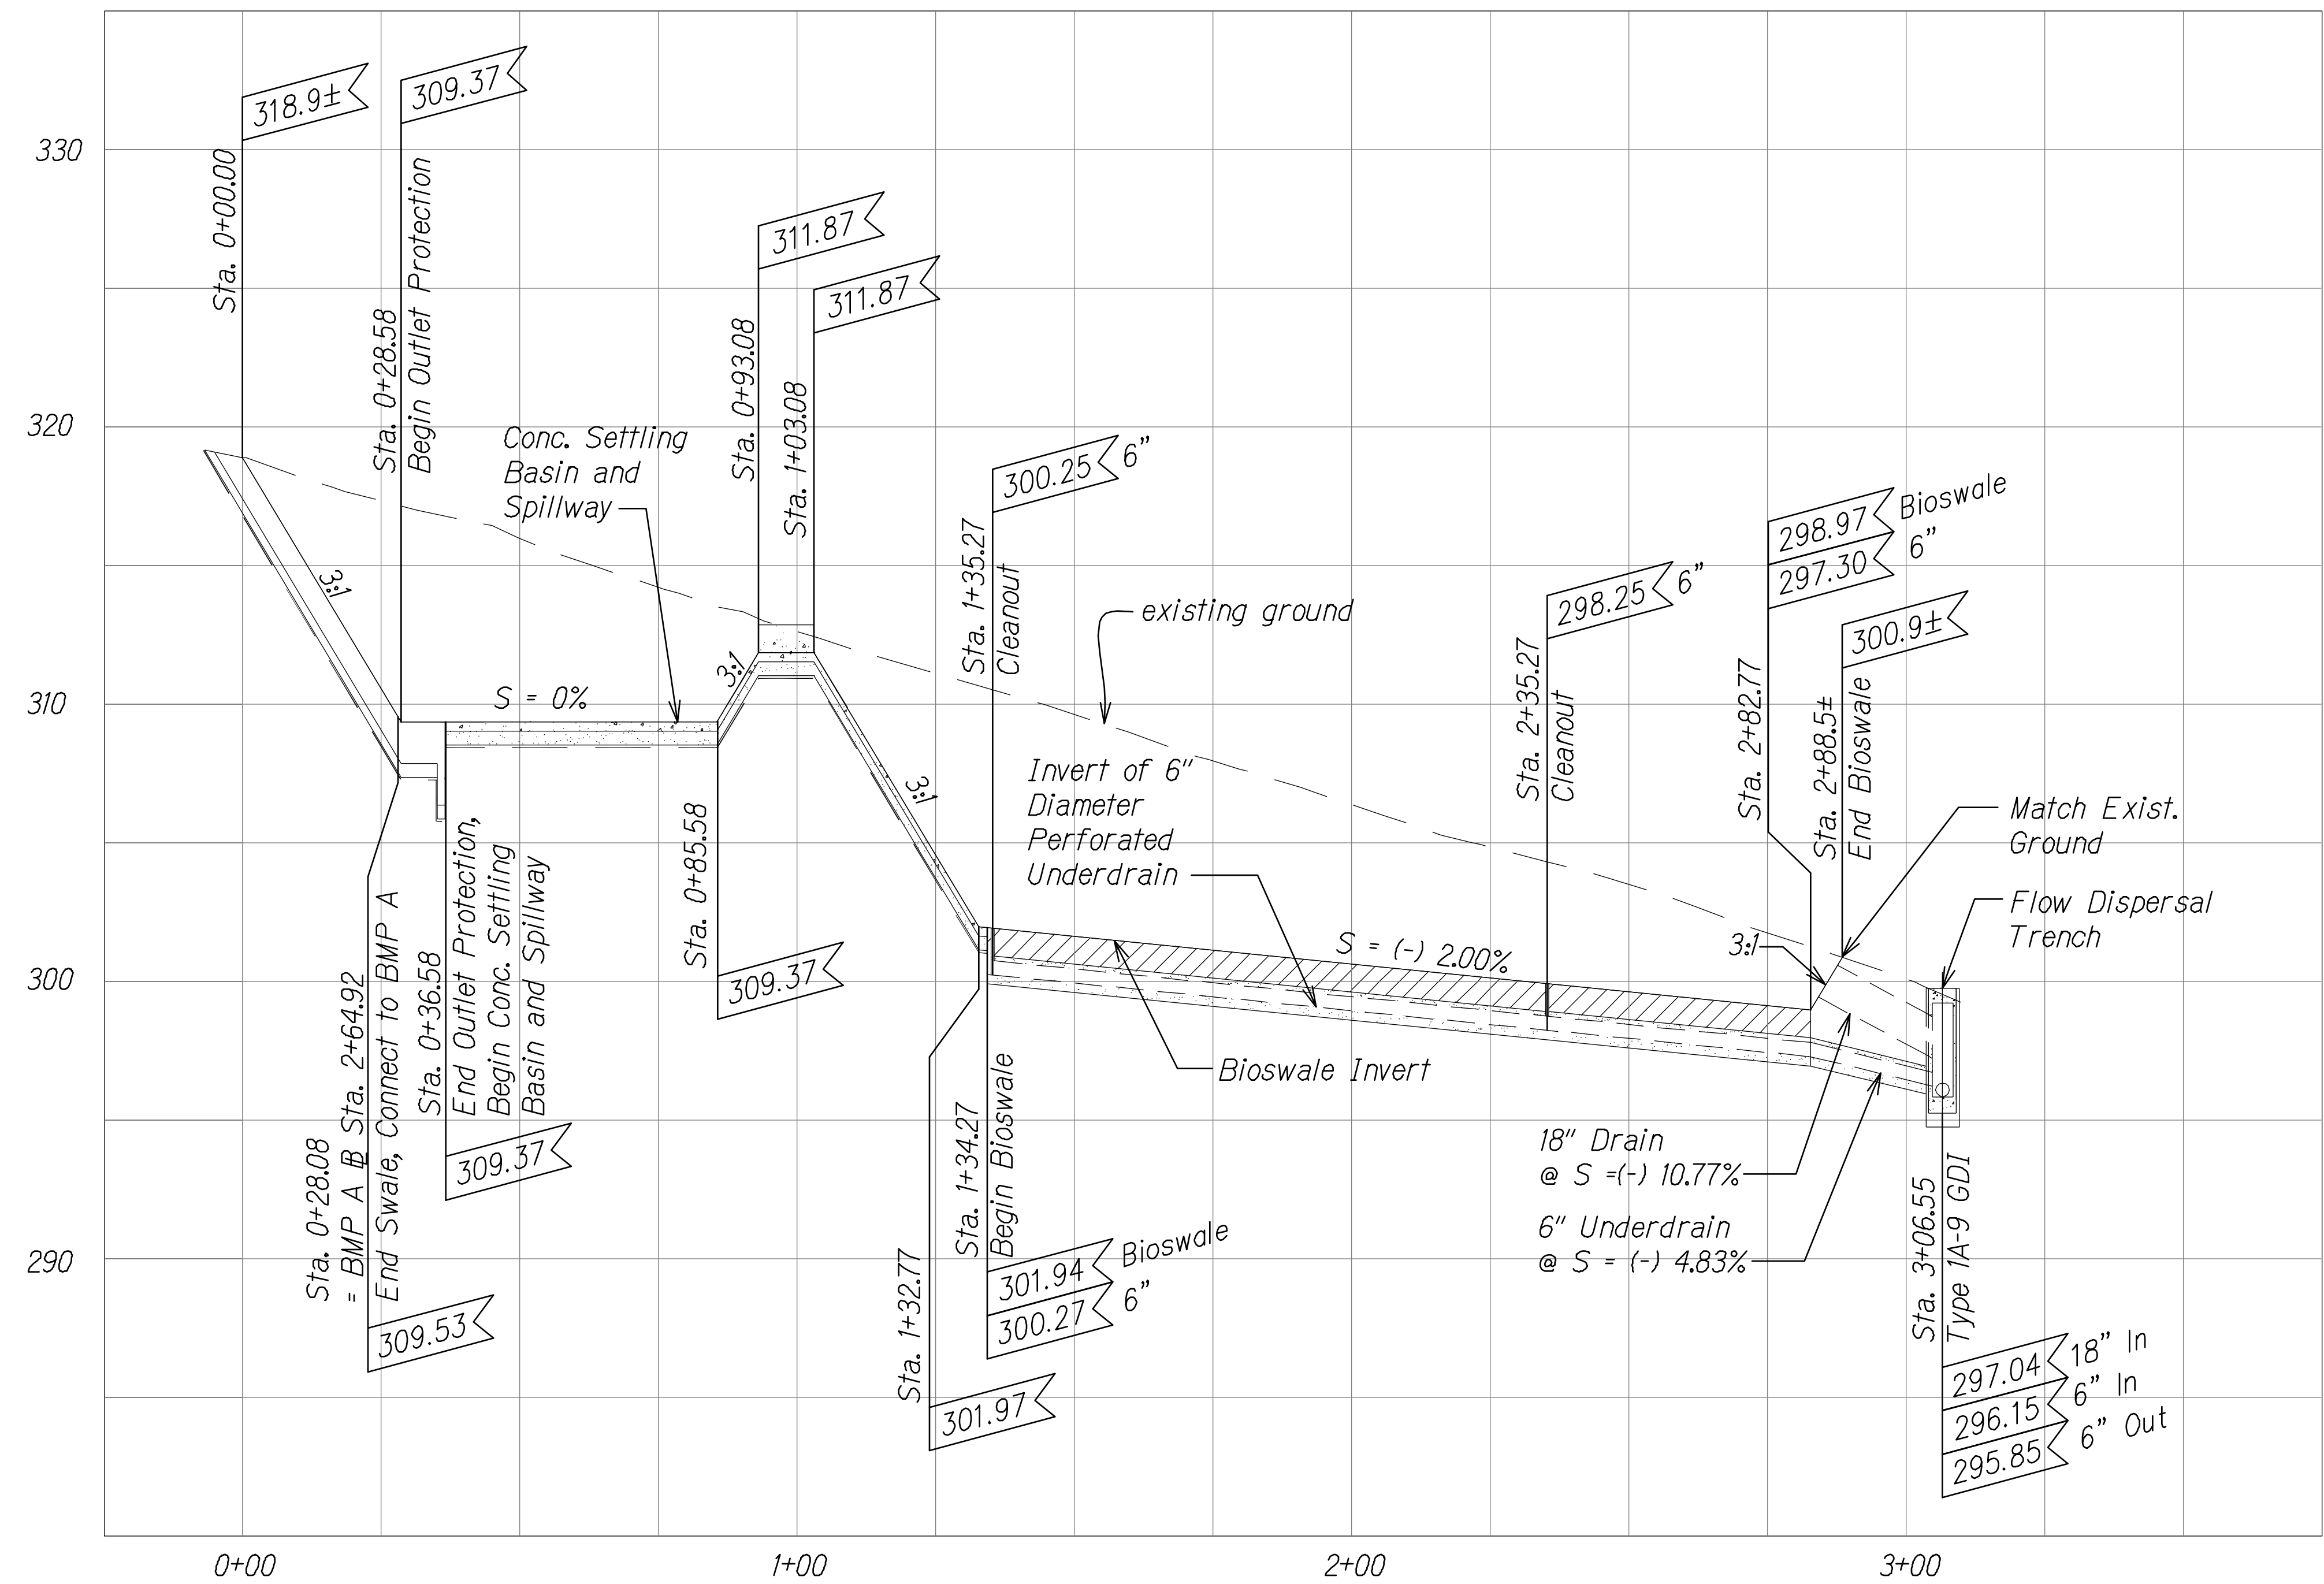 330
320
310
300
290
0+00
1+00
2+00
3+00
318.9±
Sta. 0+00.00
309.37
Sta. 0+28.58
Begin Outlet Protection
3:1
Conc. Settling
Basin and
Spillway
S = 0%
311.87
Sta. 0+93.08
311.87
Sta. 1+03.08
3:1
3:1
300.25 6"
Sta. 1+35.27
Cleanout
existing ground
298.25 6"
Sta. 2+35.27
Cleanout
298.97 Bioswale
297.30 6"
Sta. 2+82.77
300.9±
Sta. 2+88.5±
End Bioswale
Match Exist.
Ground
Flow Dispersal
Trench
3:1
Invert of 6"
Diameter
Perforated
Underdrain
S = (-) 2.00%
Bioswale Invert
Sta. 0+28.08
= BMP A B Sta. 2+64.92
End Swale, Connect to BMP A
309.53
Sta. 0+36.58
End Outlet Protection,
Begin Conc. Settling
Basin and Spillway
309.37
Sta. 0+85.58
309.37
Sta. 1+32.77
301.97
Sta. 1+34.27
Begin Bioswale
301.94 Bioswale
300.27 6"
18" Drain
@ S =(-) 10.77%
6" Underdrain
@ S = (-) 4.83%
Sta. 3+06.55
Type 1A-9 GDI
297.04 18" In
296.15 6" In
295.85 6" Out